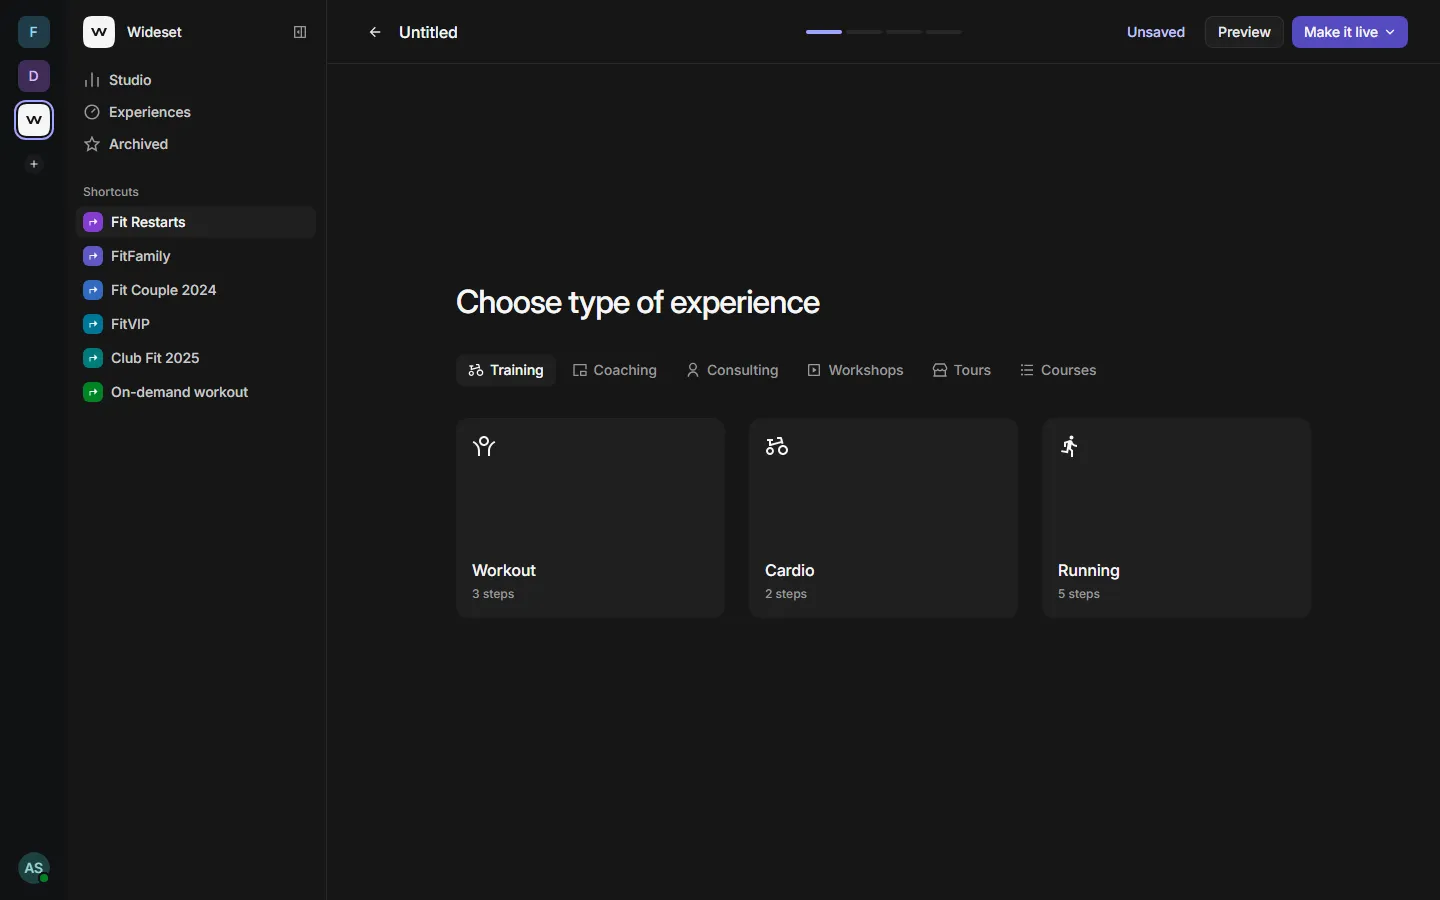 F
D
W
+
AS
W Wideset
Studio
Experiences
Archived
Shortcuts
Fit Restarts
FitFamily
Fit Couple 2024
FitVIP
Club Fit 2025
On-demand workout
Untitled
Unsaved
Preview
Make it live
Choose type of experience
Training
Coaching
Consulting
Workshops
Tours
Courses
Workout
3 steps
Cardio
2 steps
Running
5 steps